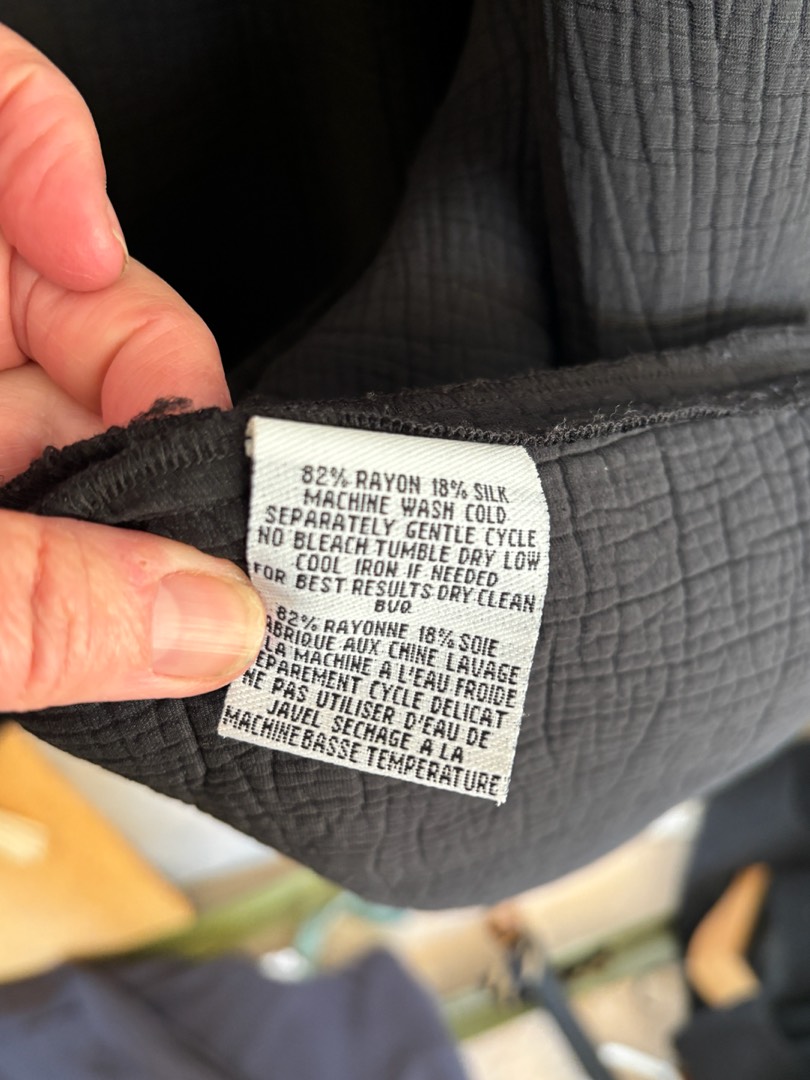 82% RAYON 18% SILK
MACHINE WASH COLD
SEPARATELY GENTLE CYCLE
NO BLEACH TUMBLE DRY LOW
COOL IRON IF NEEDED
FOR BEST RESULTS DRY CLEAN
BUQ
82% RAYONNE 18% SOIE
ABRIQUE AUX CHINE LAVAGE
LA MACHINE A L'EAU FROIDE
EPAREMENT CYCLE DELICAT
NE PAS UTILISER D'EAU DE
JAVEL SECHAGE A LA
MACHINE BASSE TEMPERATURE